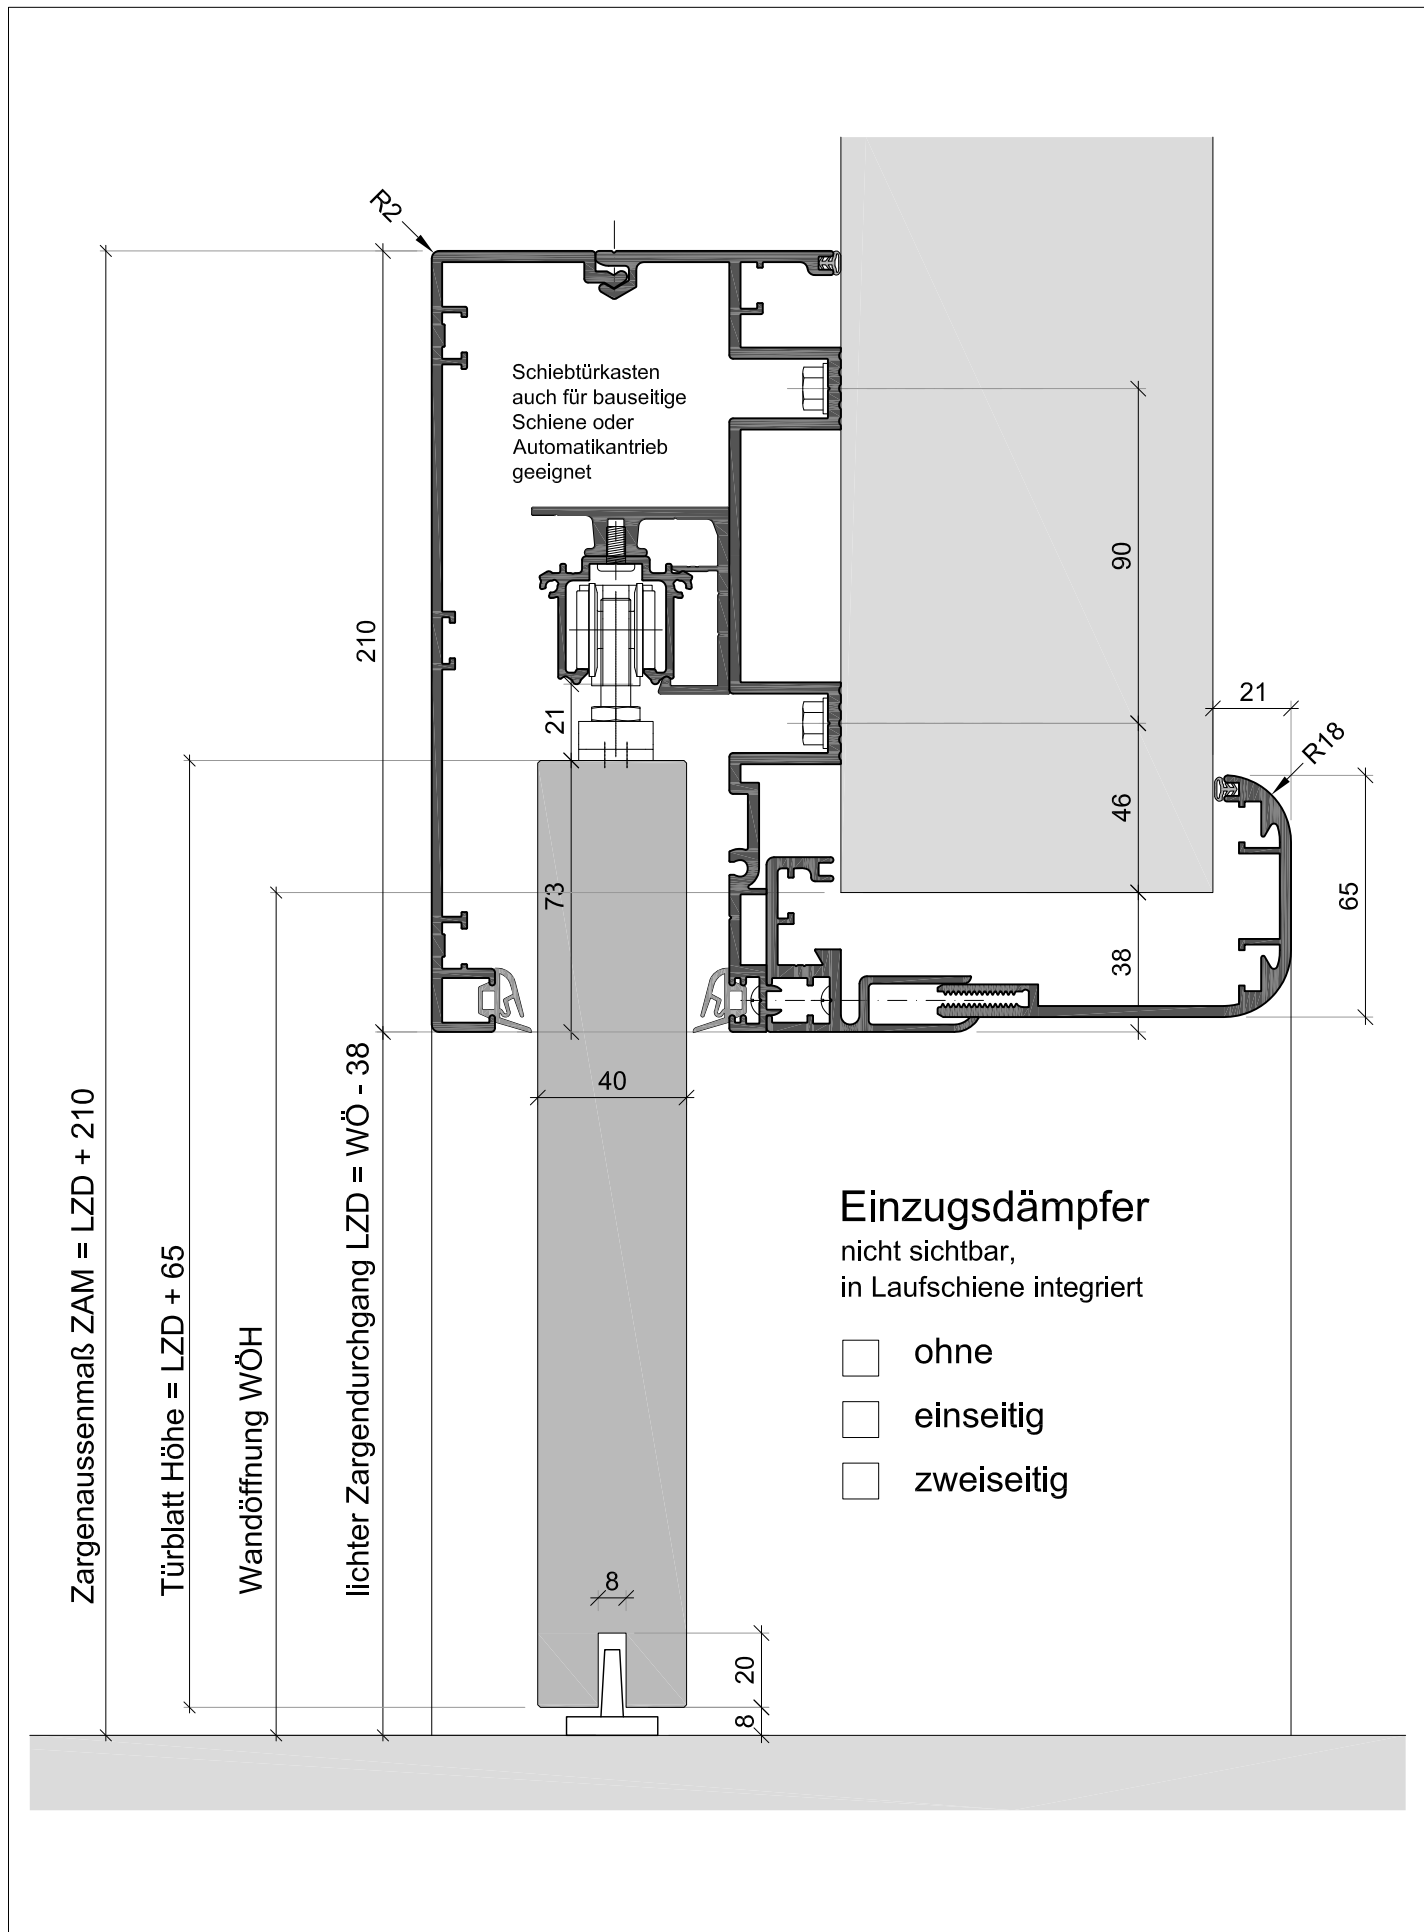 R2
Schiebtürkasten
auch für bauseitige
Schiene oder
Automatikantrieb
geeignet
90
210
21
21
R18
46
73
65
38
40
Zargenaussenmaß ZAM = LZD + 210
Türblatt Höhe = LZD + 65
Wandöffnung WÖH
lichter Zargendurchgang LZD = WÖ - 38
Einzugsdämpfer
nicht sichtbar,
in Laufschiene integriert
ohne
einseitig
zweiseitig
8
20
8